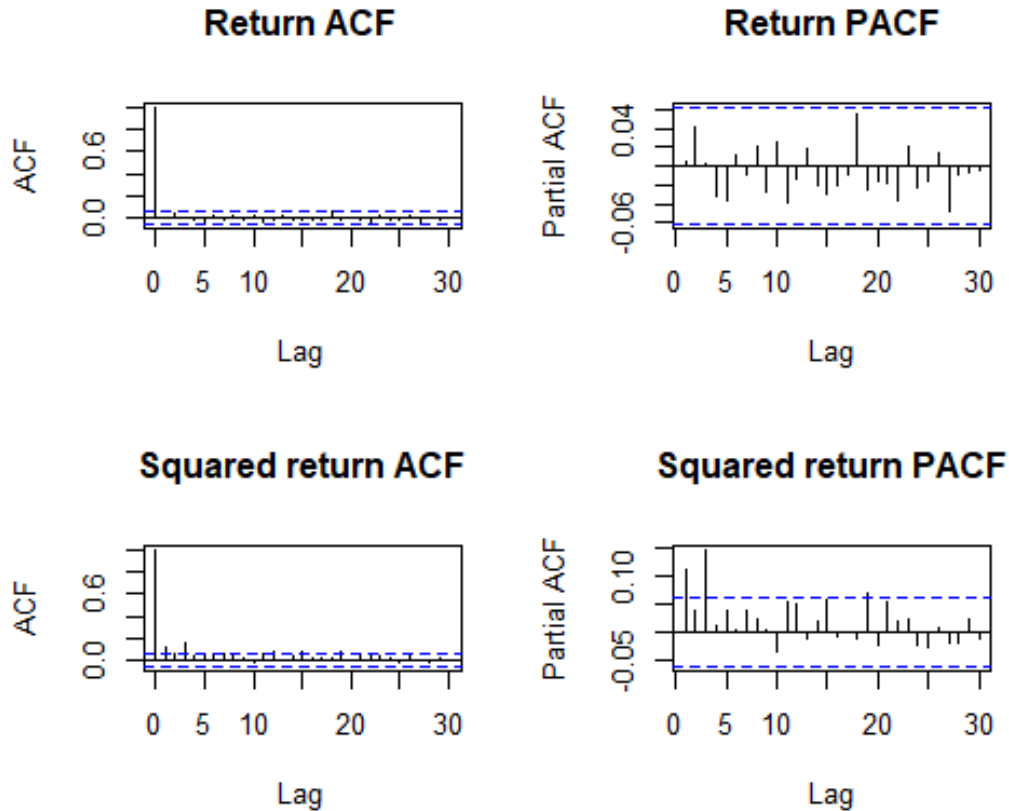 Return ACF
ACF
0.6
0.0
0 5 10 20 30
Lag
Return PACF
Partial ACF
0.04
-0.06
0 10 20 30
Lag
Squared return ACF
ACF
0.6
0.0
0 5 10 20 30
Lag
Squared return PACF
Partial ACF
0.10
-0.05
0 10 20 30
Lag